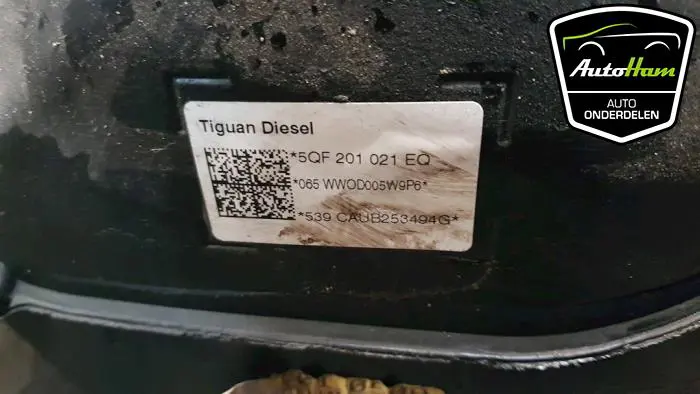 AutoHam
AUTO
ONDERDELEN
Tiguan Diesel
*5QF 201 021 EQ
*065 WWOD005W9P6*
*539 CAUB253494G*